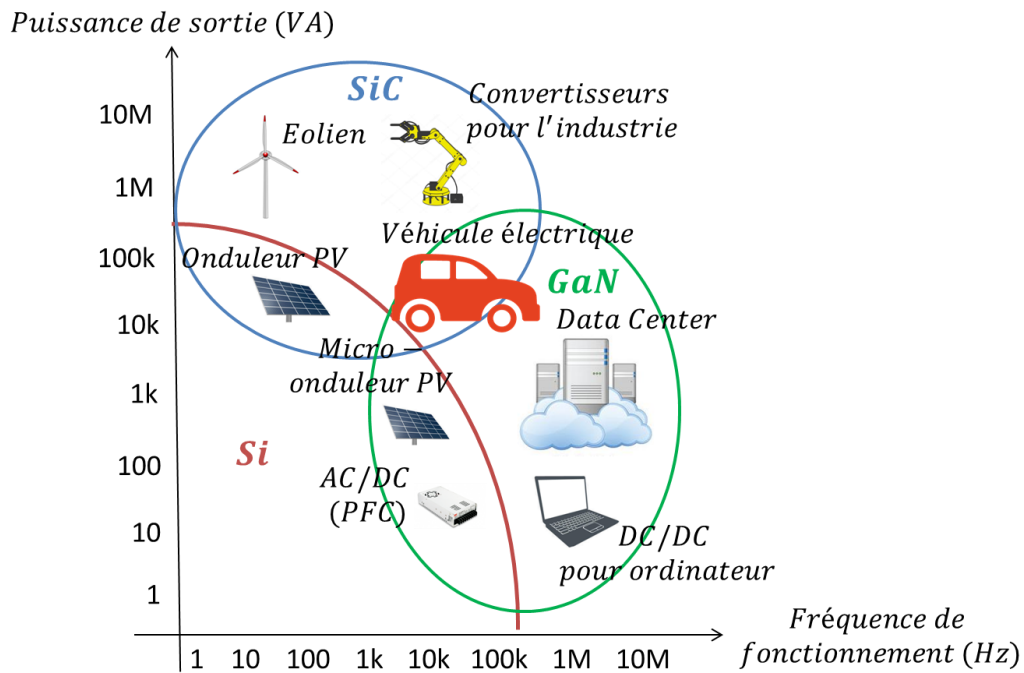 Puissance de sortie (VA)
SiC
Convertisseurs
pour l'industrie
10M
Eolien
1M
Véhicule électrique
100k
Onduleur PV
GaN
10k
Data Center
Micro −
onduleur PV
1k
Si
100
AC/DC
(PFC)
10
DC/DC
pour ordinateur
1
Fréquence de
fonctionnement (Hz)
1 10 100 1k 10k 100k 1M 10M